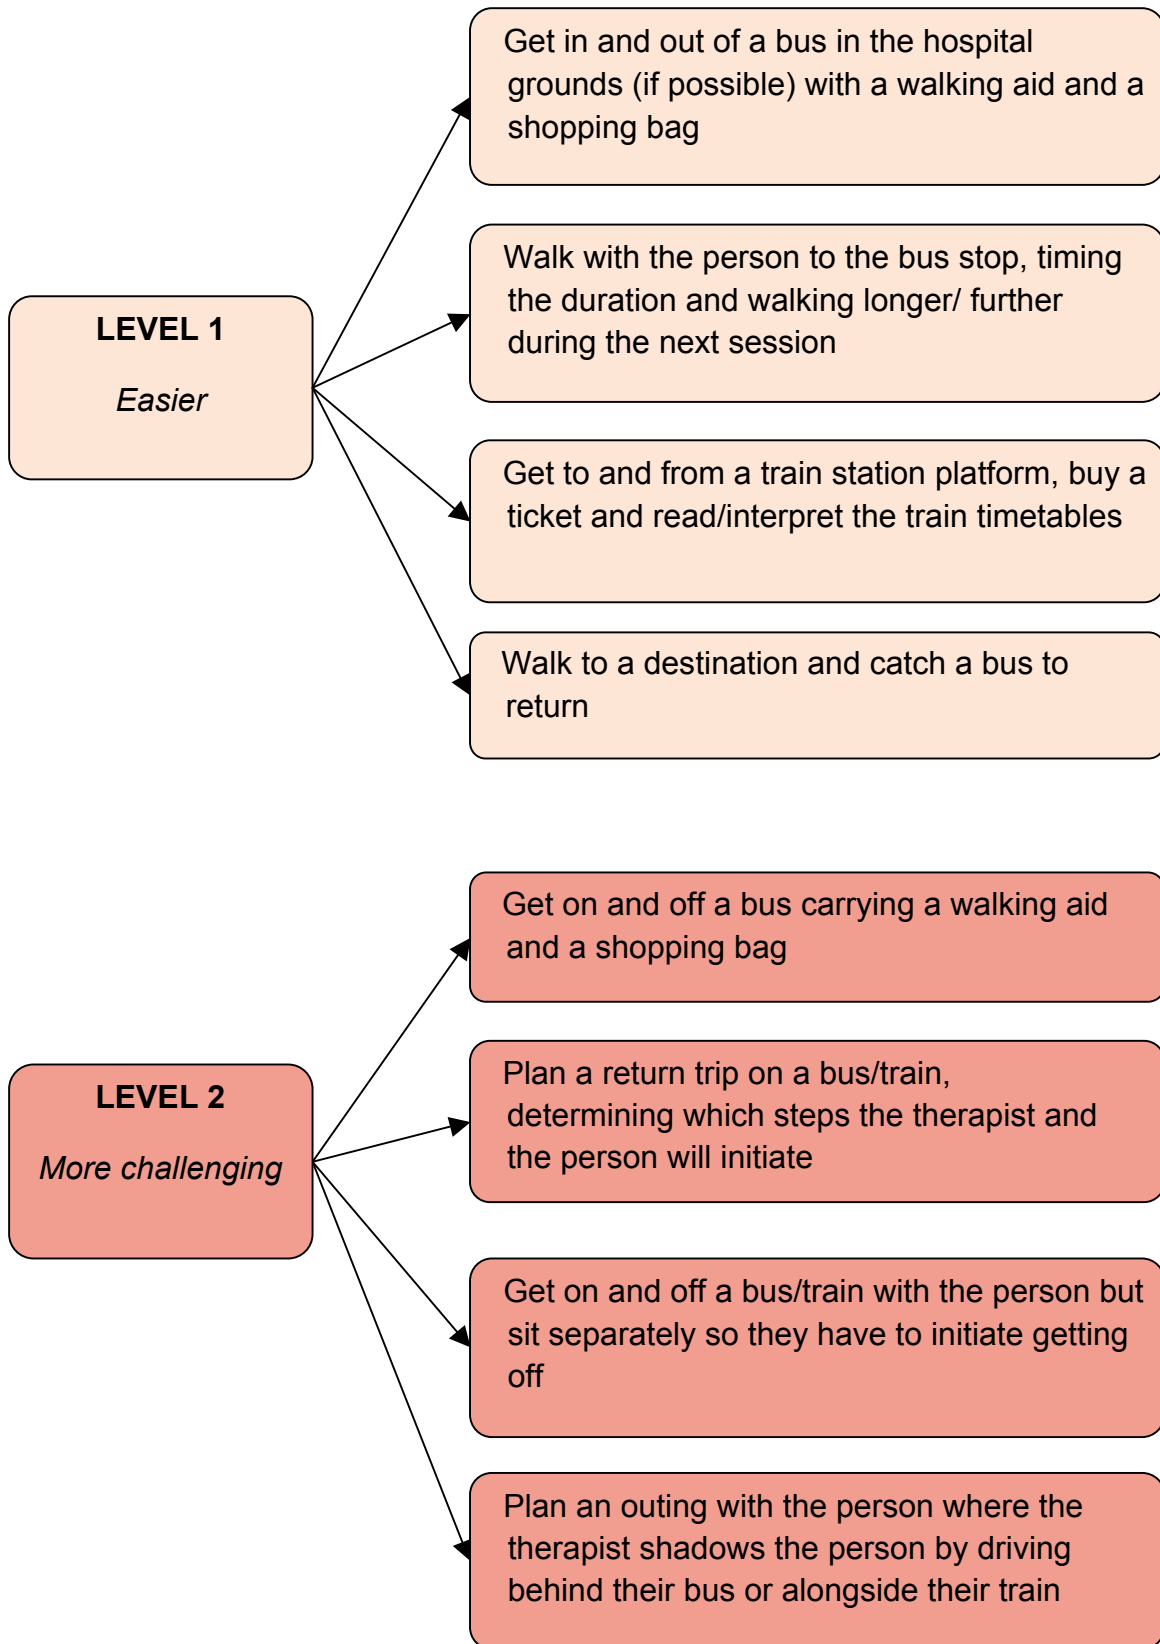 Get in and out of a bus in the hospital
grounds (if possible) with a walking aid and a
shopping bag
Walk with the person to the bus stop, timing
the duration and walking longer/ further
during the next session
LEVEL 1
Easier
Get to and from a train station platform, buy a
ticket and read/interpret the train timetables
Walk to a destination and catch a bus to
return
Get on and off a bus carrying a walking aid
and a shopping bag
Plan a return trip on a bus/train,
determining which steps the therapist and
the person will initiate
LEVEL 2
More challenging
Get on and off a bus/train with the person but
sit separately so they have to initiate getting
off
Plan an outing with the person where the
therapist shadows the person by driving
behind their bus or alongside their train